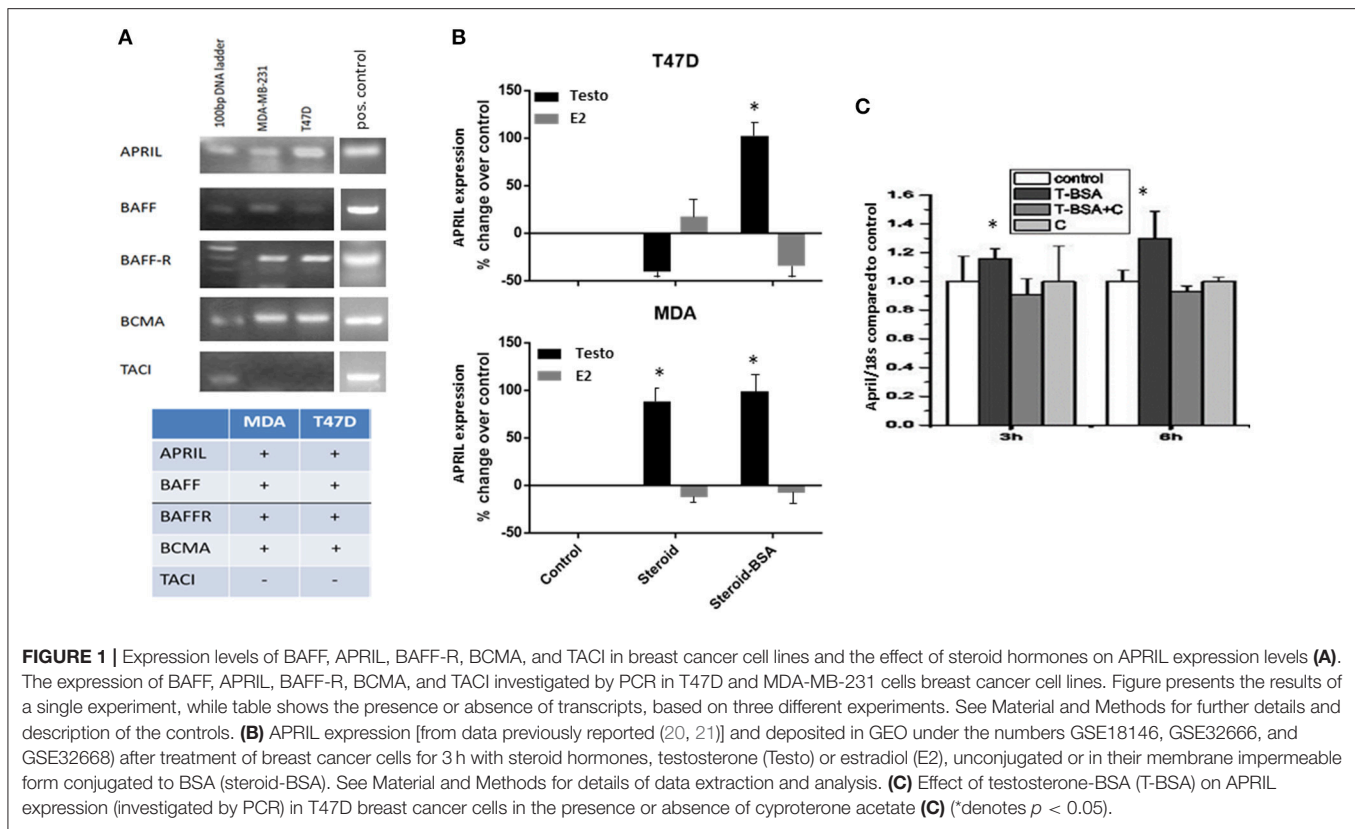 A
100bp DNA ladder
MDA-MB-231
T47D
pos. control
APRIL
BAFF
BAFF-R
BCMA
TACI
MDA T47D
APRIL + +
BAFF + +
BAFFR + +
BCMA + +
TACI - -
B
T47D
APRIL expression
% change over control
150
100
50
0
-50
Testo
E2
*
MDA
APRIL expression
% change over control
150
100
50
0
-50
Testo
E2
* *
Control
Steroid
Steroid-BSA
C
control
T-BSA
T-BSA+C
C
April/18s compared to control
1.6
1.4
1.2
1.0
0.8
0.6
0.4
0.2
0.0
* *
3h 6h
FIGURE 1 | Expression levels of BAFF, APRIL, BAFF-R, BCMA, and TACI in breast cancer cell lines and the effect of steroid hormones on APRIL expression levels (A).
The expression of BAFF, APRIL, BAFF-R, BCMA, and TACI investigated by PCR in T47D and MDA-MB-231 cells breast cancer cell lines. Figure presents the results of
a single experiment, while table shows the presence or absence of transcripts, based on three different experiments. See Material and Methods for further details and
description of the controls. (B) APRIL expression [from data previously reported (20, 21)] and deposited in GEO under the numbers GSE18146, GSE32666, and
GSE32668) after treatment of breast cancer cells for 3 h with steroid hormones, testosterone (Testo) or estradiol (E2), unconjugated or in their membrane impermeable
form conjugated to BSA (steroid-BSA). See Material and Methods for details of data extraction and analysis. (C) Effect of testosterone-BSA (T-BSA) on APRIL
expression (investigated by PCR) in T47D breast cancer cells in the presence or absence of cyproterone acetate (C) (*denotes p < 0.05).